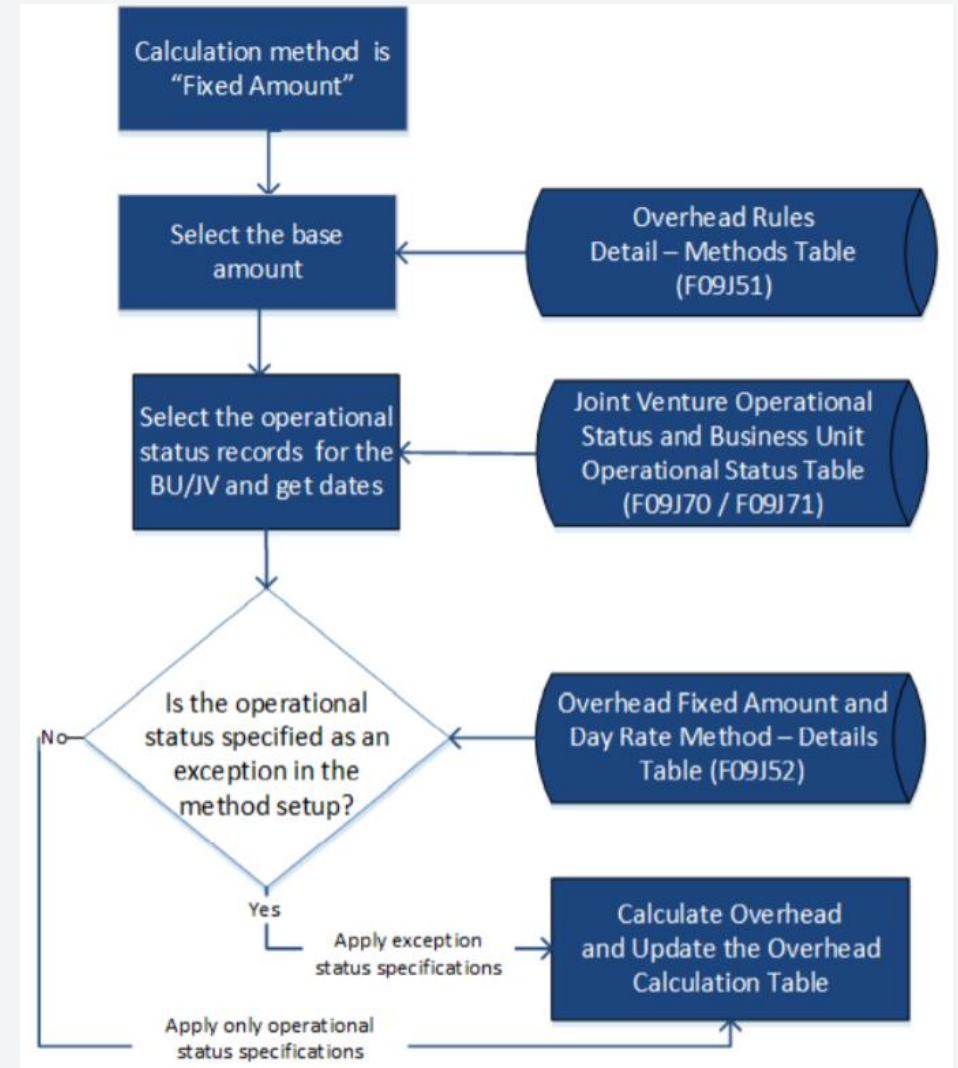 Calculation method is
“Fixed Amount”
Select the base
amount
Overhead Rules
Detail – Methods Table
(F09J51)
Select the operational
status records for the
BU/JV and get dates
Joint Venture Operational
Status and Business Unit
Operational Status Table
(F09J70 / F09J71)
Is the operational
status specified as an
exception in the
method setup?
No
Overhead Fixed Amount and
Day Rate Method – Details
Table (F09J52)
Yes
Apply exception
status specifications
Calculate Overhead
and Update the Overhead
Calculation Table
Apply only operational
status specifications